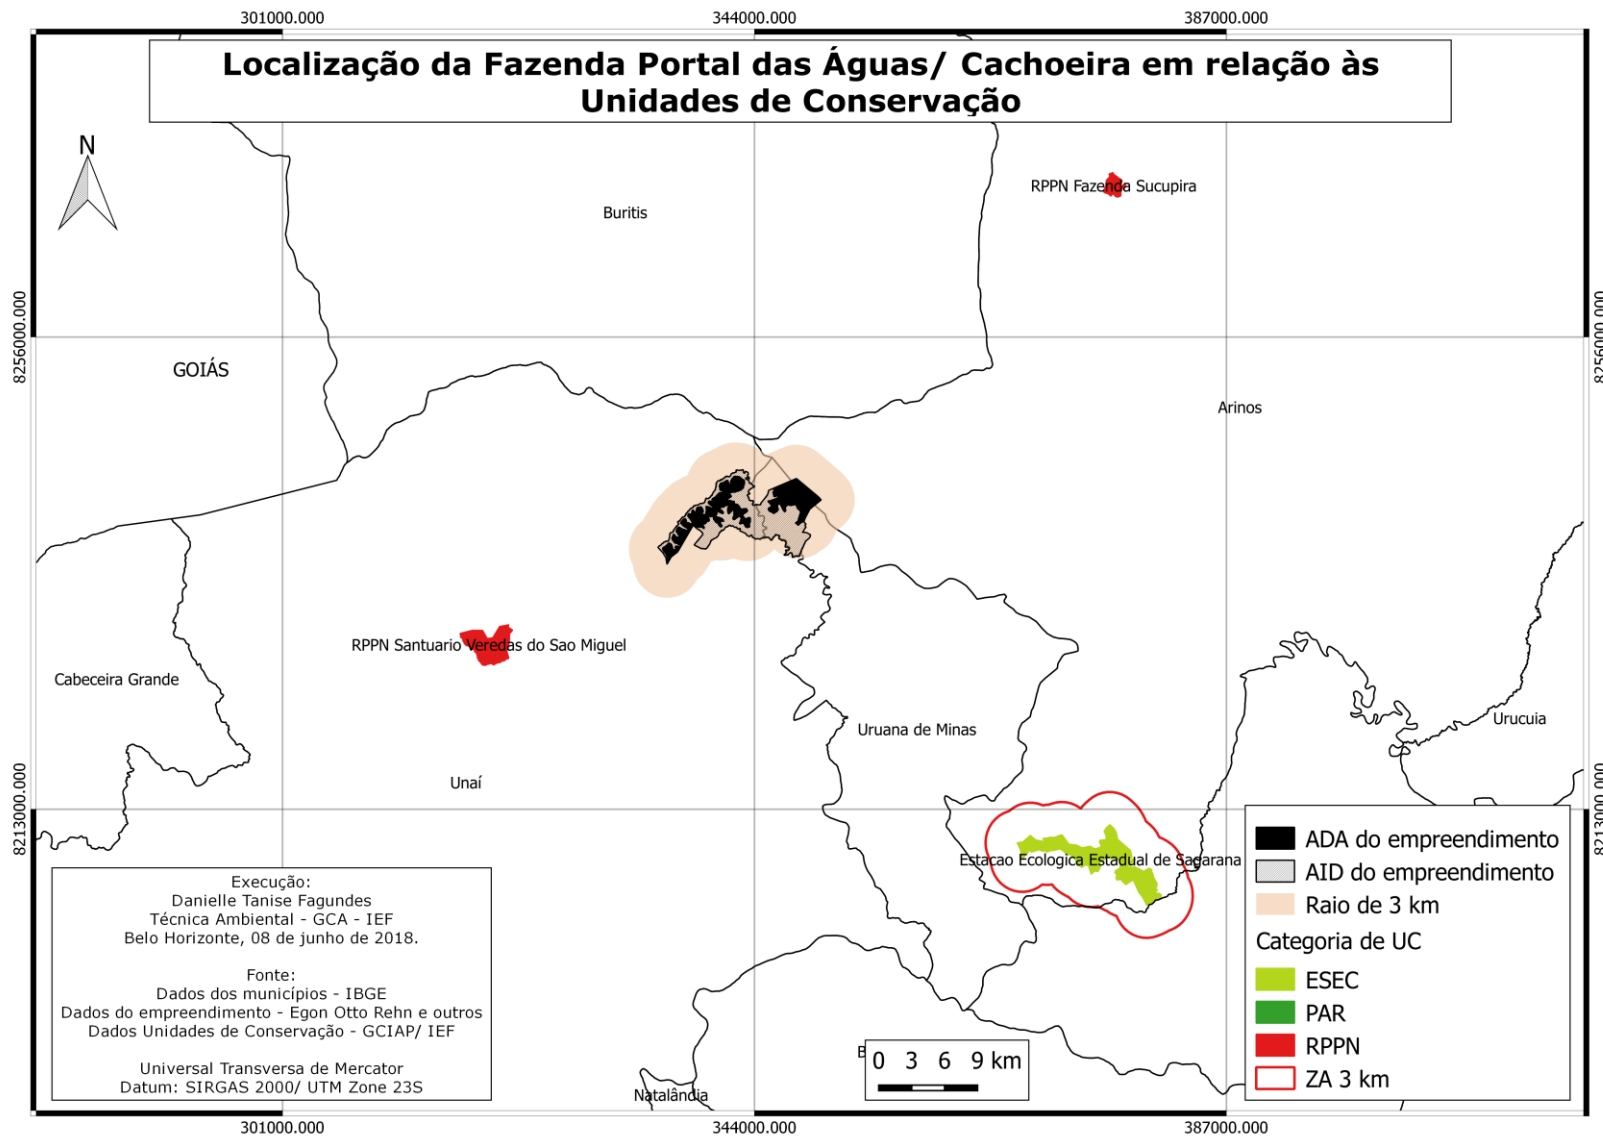 301000.000
344000.000
387000.000
Localização da Fazenda Portal das Águas/ Cachoeira em relação às
Unidades de Conservação
N
RPPN Fazenda Sucupira
Buritis
8256000.000
8256000.000
GOIÁS
Arinos
RPPN Santuario Veredas do Sao Miguel
Cabeceira Grande
Urucuia
Uruana de Minas
Unaí
8213000.000
8213000.000
Estacao Ecologica Estadual de Sagarana
ADA do empreendimento
AID do empreendimento
Raio de 3 km
Categoria de UC
ESEC
PAR
RPPN
ZA 3 km
Execução:
Danielle Tanise Fagundes
Técnica Ambiental - GCA - IEF
Belo Horizonte, 08 de junho de 2018.
Fonte:
Dados dos municípios - IBGE
Dados do empreendimento - Egon Otto Rehn e outros
Dados Unidades de Conservação - GCIAP/ IEF
Universal Transversa de Mercator
Datum: SIRGAS 2000/ UTM Zone 23S
0 3 6 9 km
Natalândia
301000.000
344000.000
387000.000